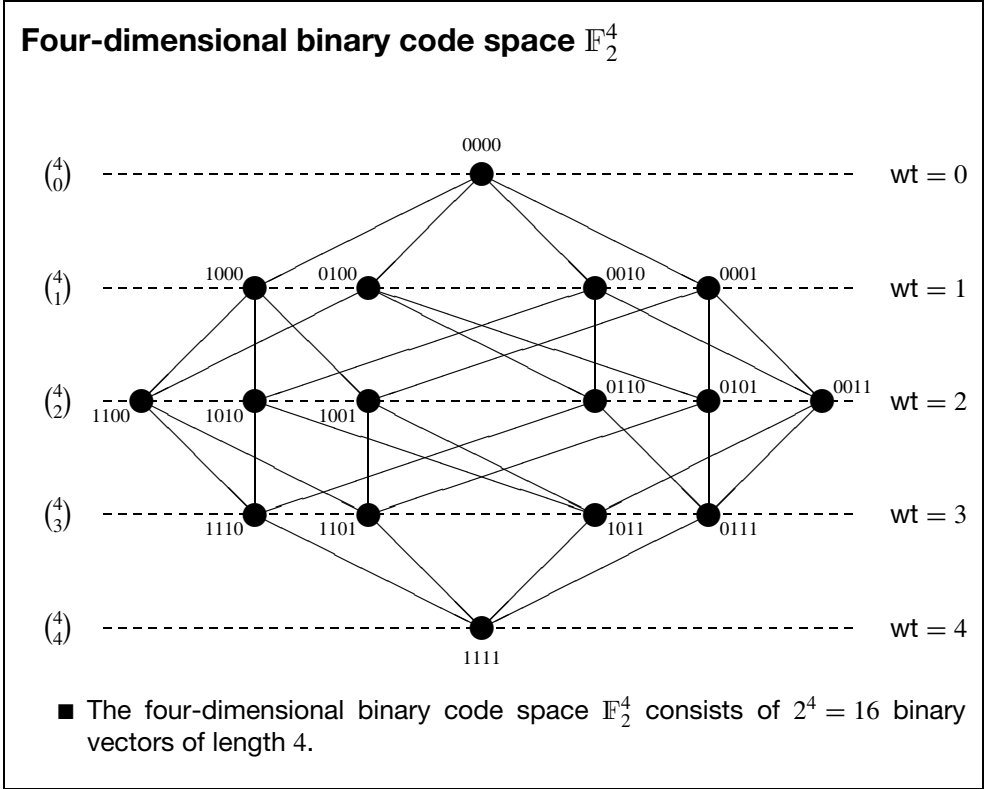 Four-dimensional binary code space 𝔽₂⁴
0000
(4 0) wt = 0
1000 0100 0010 0001
(4 1) wt = 1
(4 2) 0110 0101 0011 wt = 2
1100 1010 1001
(4 3) wt = 3
1110 1101 1011 0111
(4 4) wt = 4
1111
■ The four-dimensional binary code space 𝔽₂⁴ consists of 2⁴ = 16 binary
vectors of length 4.